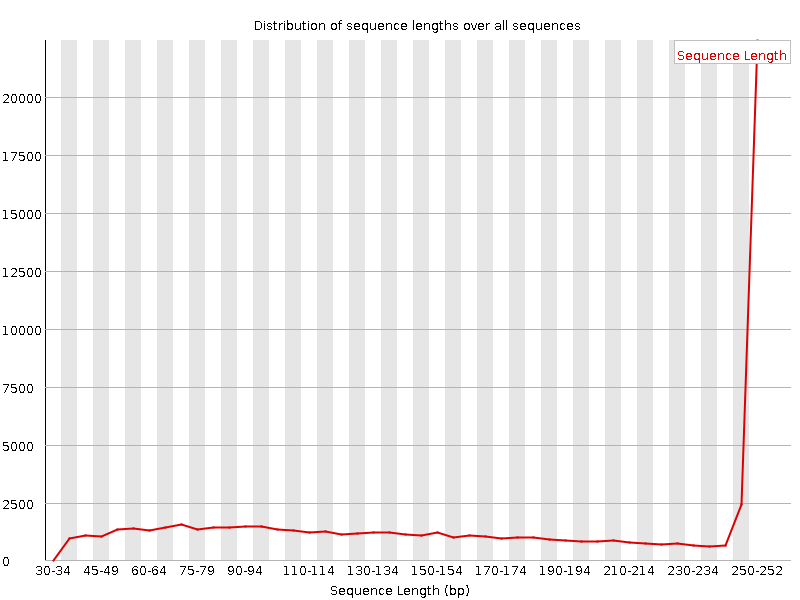 Distribution of sequence lengths over all sequences
Sequence Length
20000
17500
15000
12500
10000
7500
5000
2500
0
30-34 45-49 60-64 75-79 90-94 110-114 130-134 150-154 170-174 190-194 210-214 230-234 250-252
Sequence Length (bp)